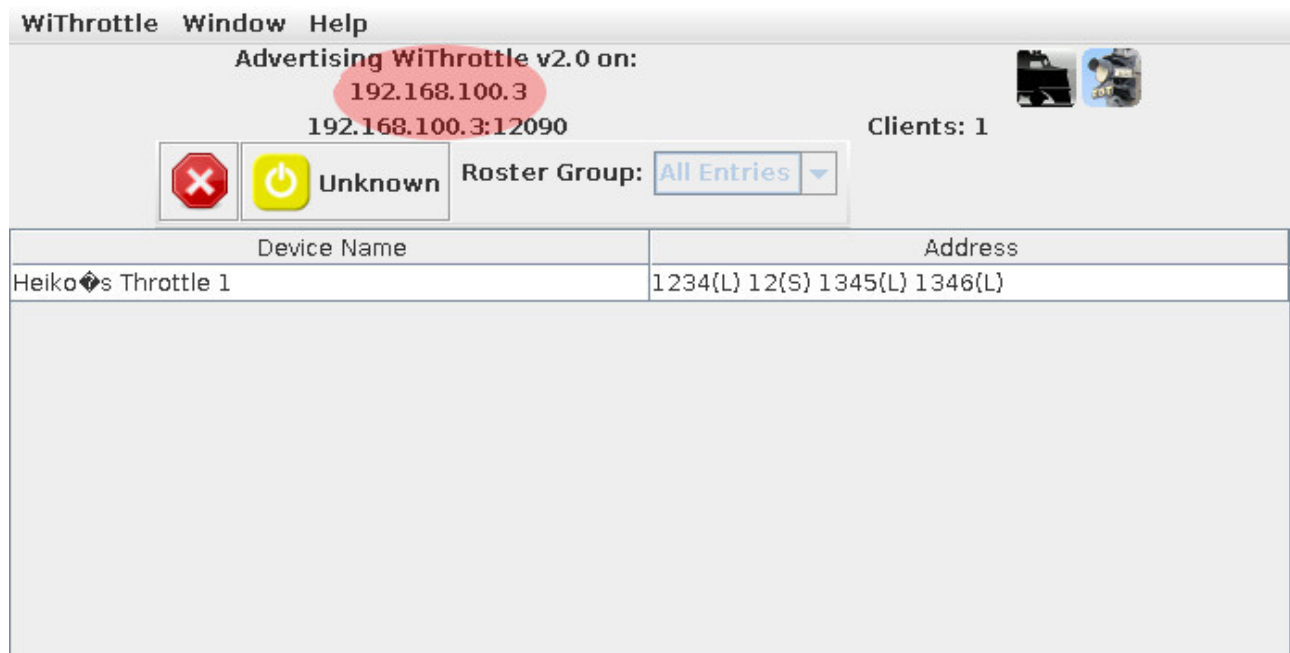 WiThrottle Window Help
Advertising WiThrottle v2.0 on:
192.168.100.3
192.168.100.3:12090 Clients: 1
Unknown Roster Group: All Entries
Device Name Address
Heiko�s Throttle 1 1234(L) 12(S) 1345(L) 1346(L)